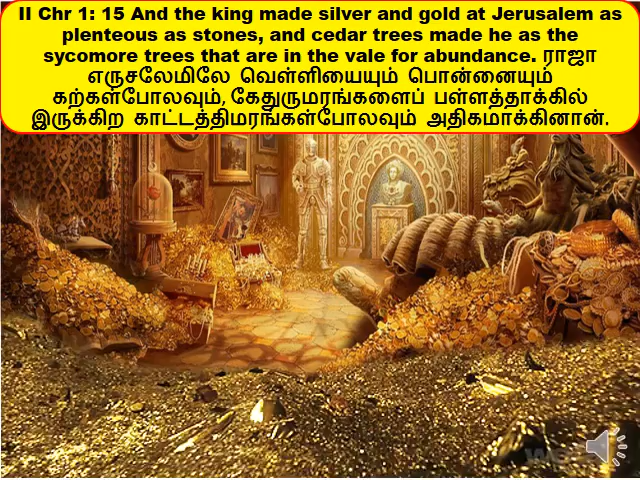 II Chr 1: 15 And the king made silver and gold at Jerusalem as
plenteous as stones, and cedar trees made he as the
sycomore trees that are in the vale for abundance. ராஜா
எருசலேமிலே வெள்ளியையும் பொன்னையும்
கற்கள்போலவும், கேதுருமரங்களைப் பள்ளத்தாக்கில்
இருக்கிற காட்டத்திமரங்கள்போலவும் அதிகமாக்கினான்.